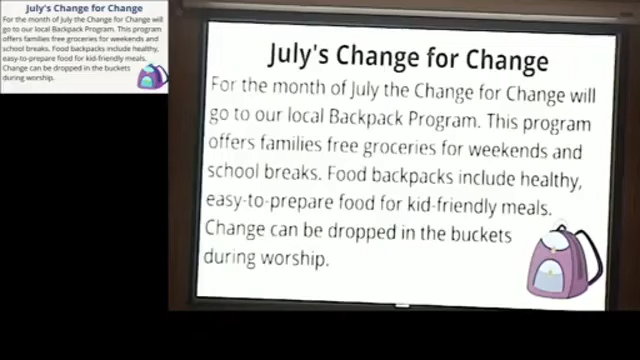 July's Change for Change
For the month of July the Change for Change will
go to our local Backpack Program. This program
offers families free groceries for weekends and
school breaks. Food backpacks include healthy,
easy-to-prepare food for kid-friendly meals.
Change can be dropped in the buckets
during worship.
July's Change for Change
For the month of July the Change for Change will
go to our local Backpack Program. This program
offers families free groceries for weekends and
school breaks. Food backpacks include healthy,
easy-to-prepare food for kid-friendly meals.
Change can be dropped in the buckets
during worship.